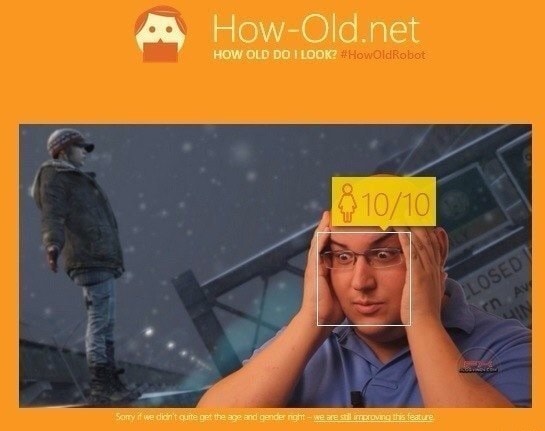 How-Old.net
HOW OLD DO I LOOK? #HowOldRobot
10/10
LOSED
Sorry if we didn't quite get the age and gender right – we are still improving this feature.